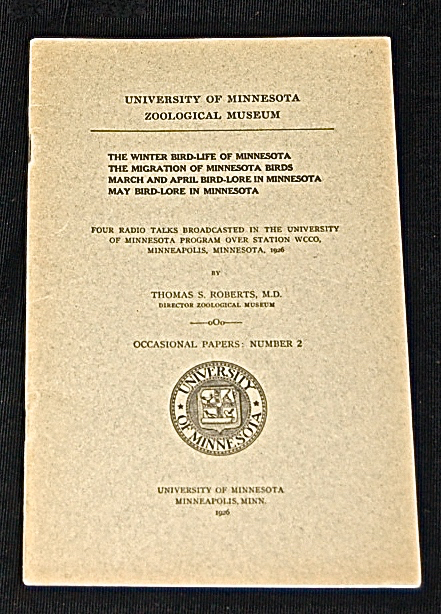 UNIVERSITY OF MINNESOTA
ZOOLOGICAL MUSEUM
THE WINTER BIRD-LIFE OF MINNESOTA
THE MIGRATION OF MINNESOTA BIRDS
MARCH AND APRIL BIRD-LORE IN MINNESOTA
MAY BIRD-LORE IN MINNESOTA
FOUR RADIO TALKS BROADCASTED IN THE UNIVERSITY
OF MINNESOTA PROGRAM OVER STATION WCCO,
MINNEAPOLIS, MINNESOTA, 1926
BY
THOMAS S. ROBERTS, M.D.
DIRECTOR ZOOLOGICAL MUSEUM
——oOo——
OCCASIONAL PAPERS: NUMBER 2
UNIVERSITY
OF MINNESOTA
UNIVERSITY OF MINNESOTA
MINNEAPOLIS, MINN.
1926